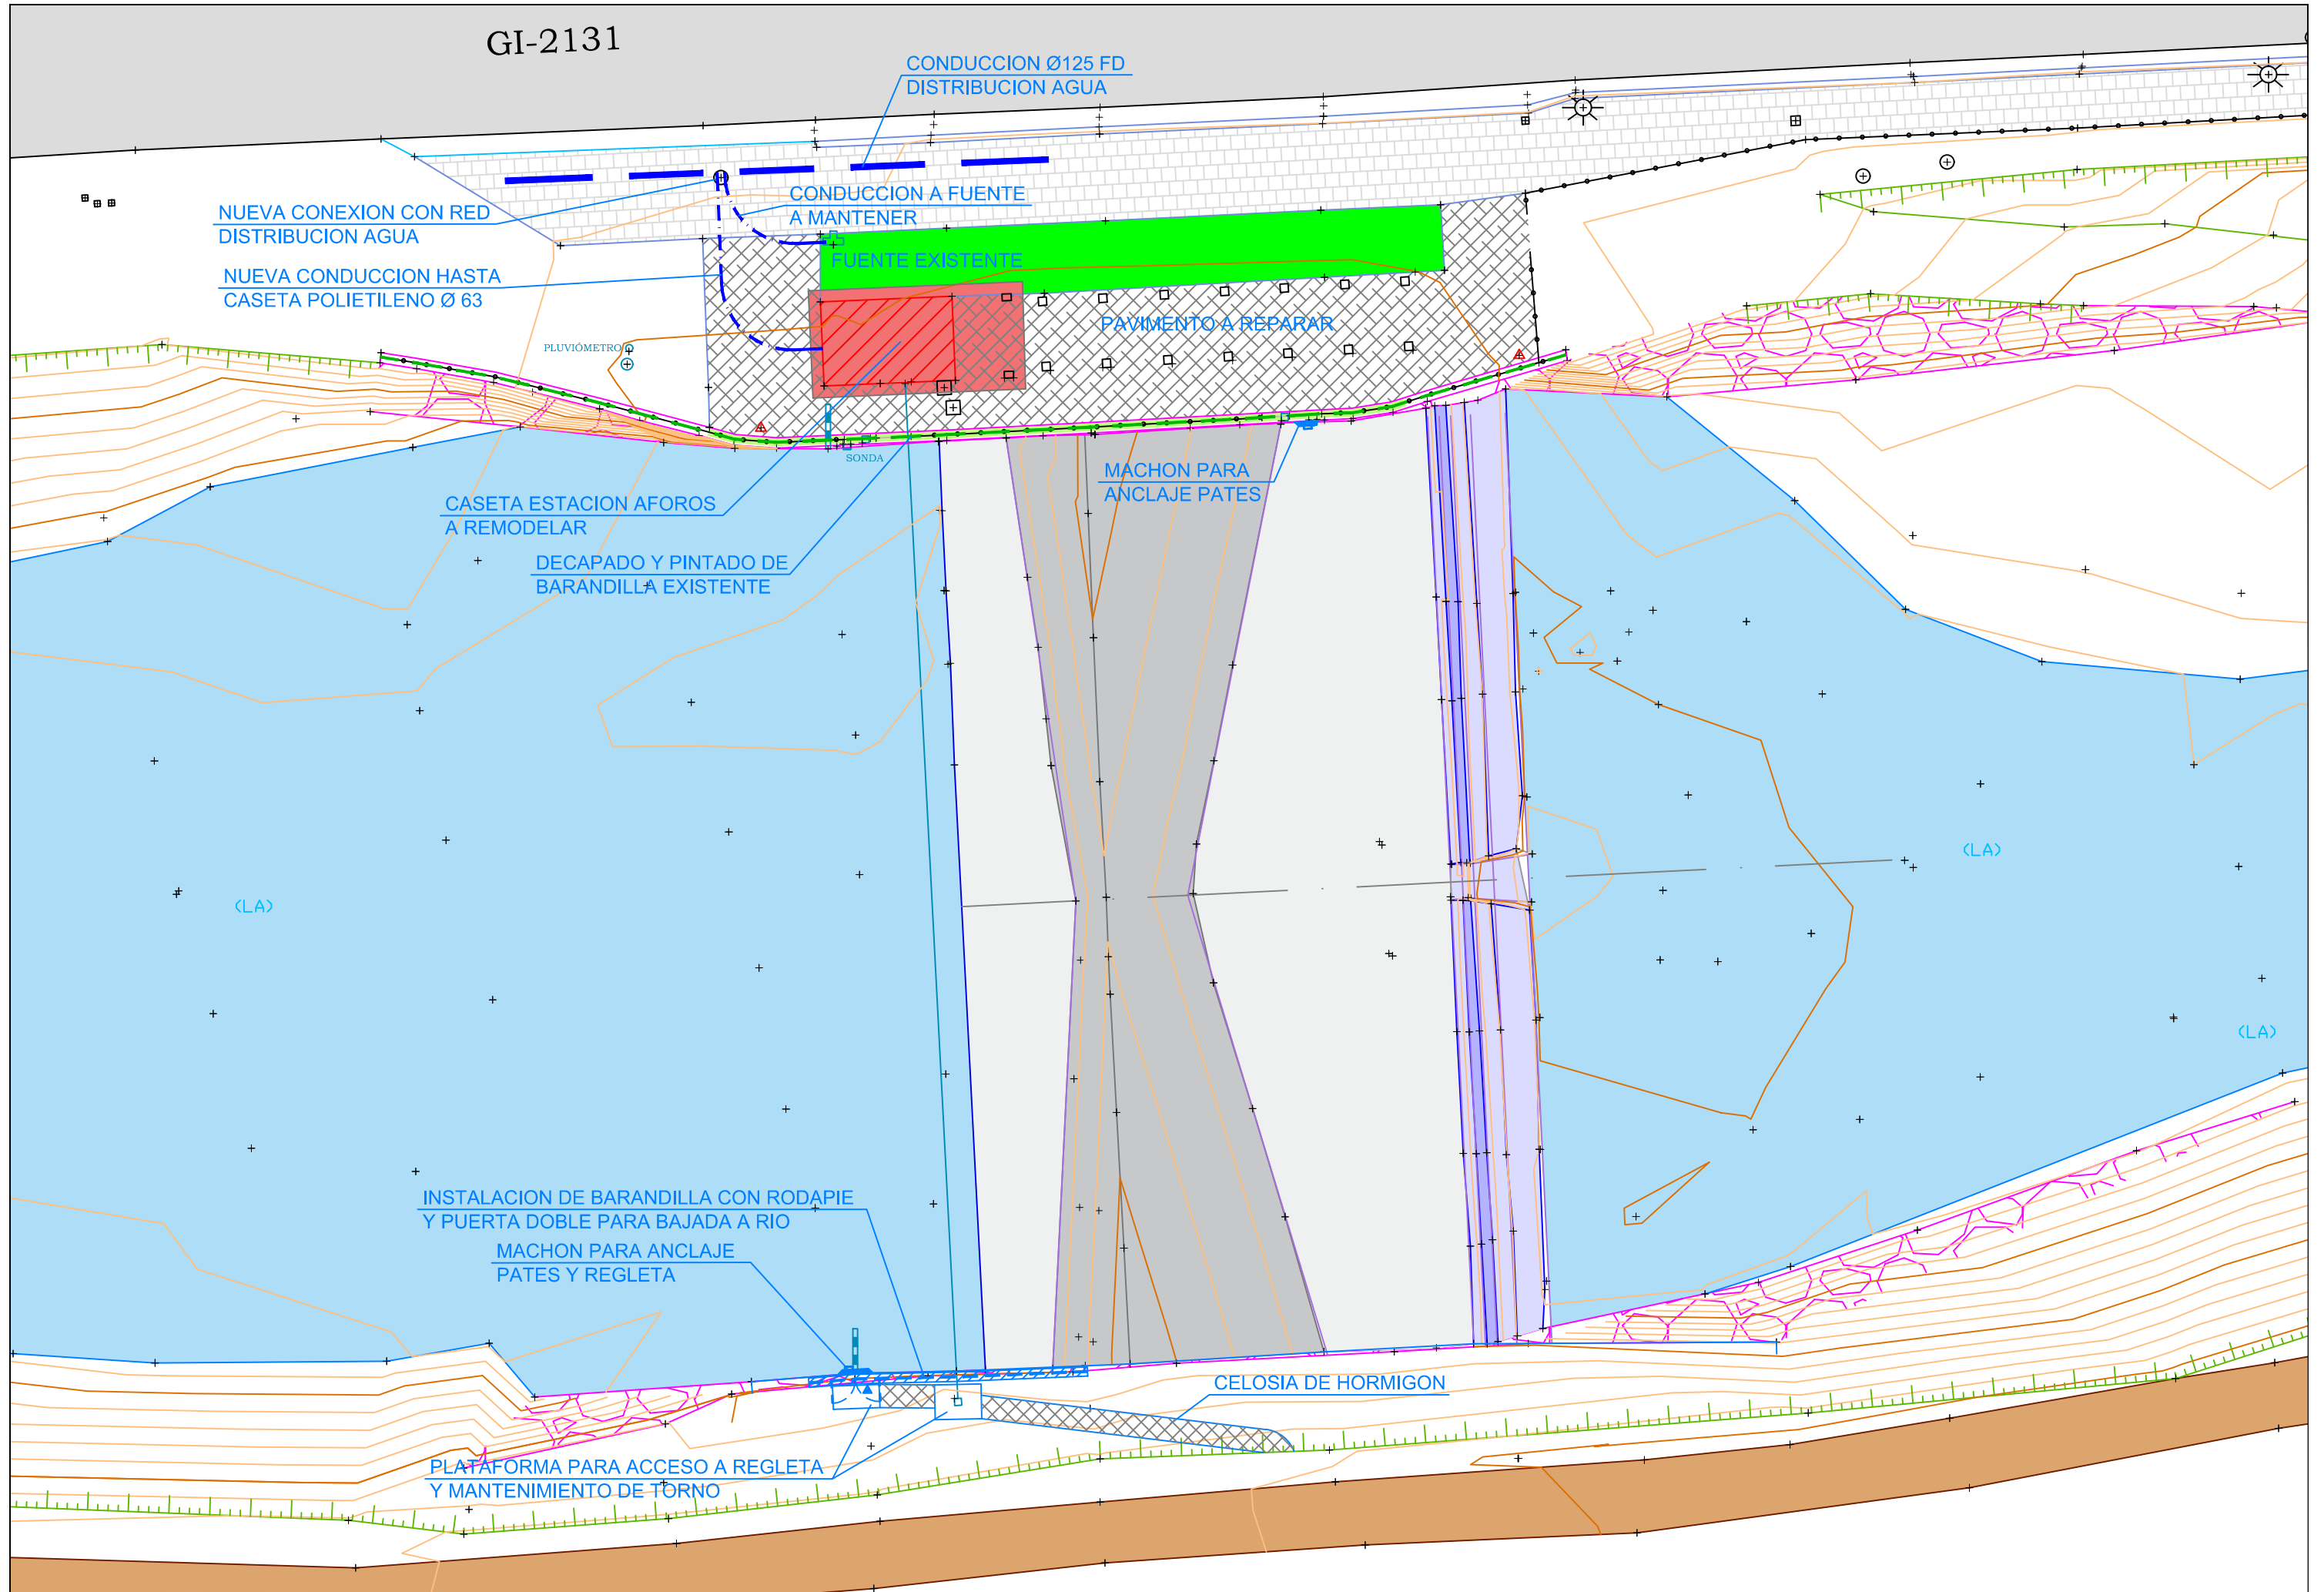 GI-2131
CONDUCCION Ø125 FD
DISTRIBUCION AGUA
CONDUCCION A FUENTE
A MANTENER
NUEVA CONEXION CON RED
DISTRIBUCION AGUA
FUENTE EXISTENTE
NUEVA CONDUCCION HASTA
CASETA POLIETILENO Ø 63
PAVIMENTO A REPARAR
PLUVIÓMETRO
SONDA
MACHON PARA
ANCLAJE PATES
CASETA ESTACION AFOROS
A REMODELAR
DECAPADO Y PINTADO DE
BARANDILLA EXISTENTE
(LA)
(LA)
(LA)
INSTALACION DE BARANDILLA CON RODAPIE
Y PUERTA DOBLE PARA BAJADA A RIO
MACHON PARA ANCLAJE
PATES Y REGLETA
CELOSIA DE HORMIGON
PLATAFORMA PARA ACCESO A REGLETA
Y MANTENIMIENTO DE TORNO